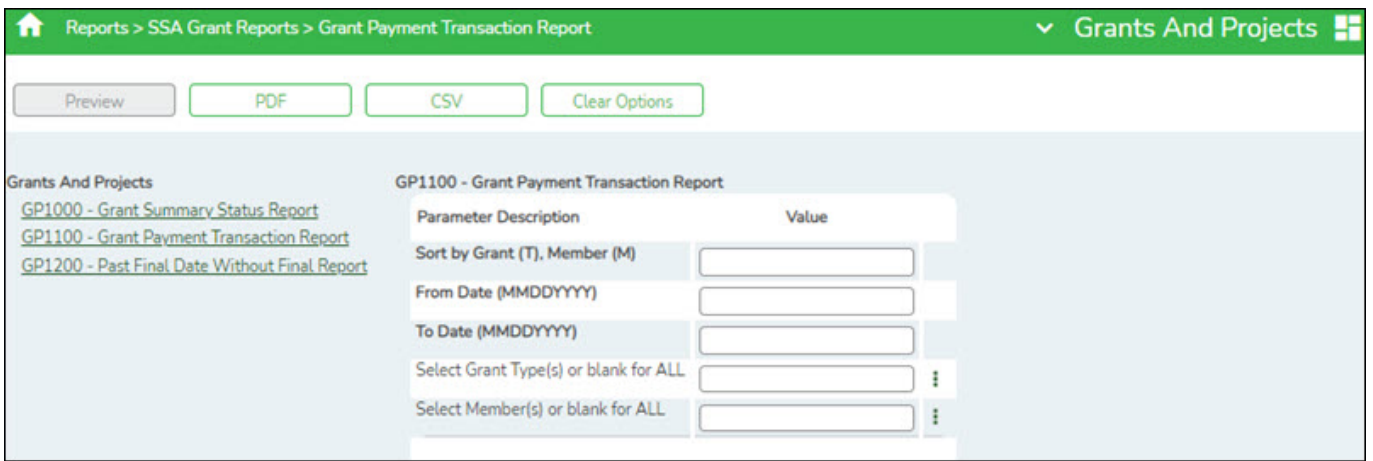 Reports > SSA Grant Reports > Grant Payment Transaction Report
Grants And Projects
Preview
PDF
CSV
Clear Options
Grants And Projects
GP1000 - Grant Summary Status Report
GP1100 - Grant Payment Transaction Report
GP1200 - Past Final Date Without Final Report
GP1100 - Grant Payment Transaction Report
Parameter Description Value
Sort by Grant (T), Member (M)
From Date (MMDDYYYY)
To Date (MMDDYYYY)
Select Grant Type(s) or blank for ALL
Select Member(s) or blank for ALL